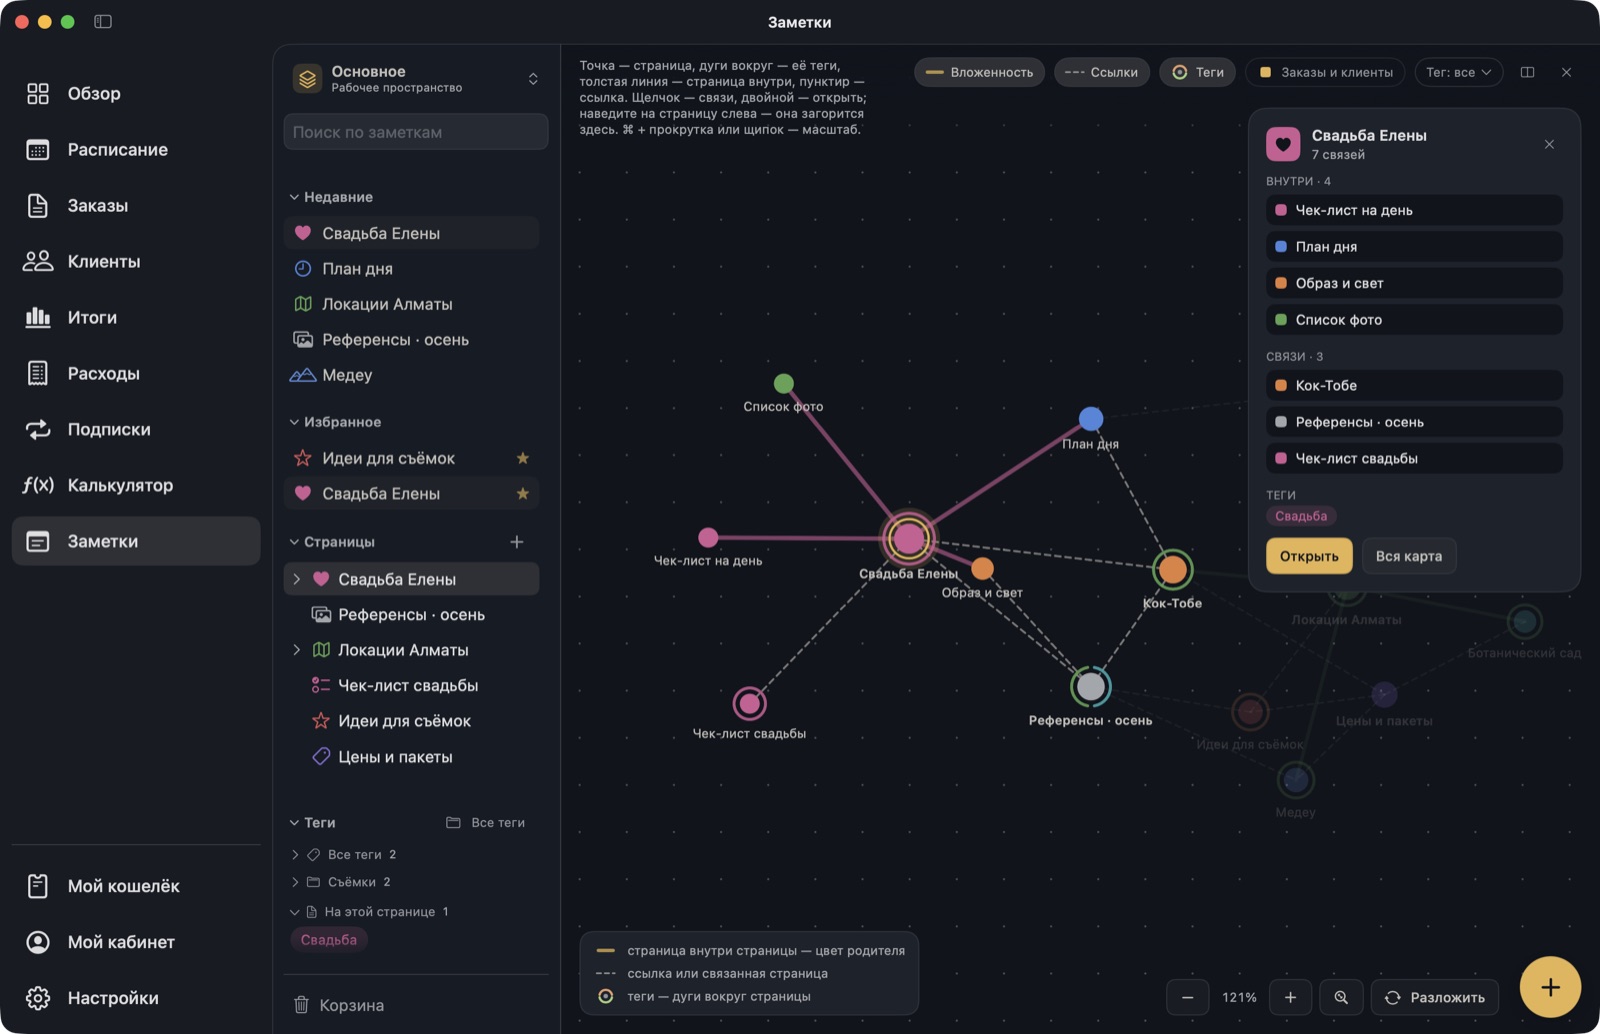 Заметки
Обзор
Расписание
Заказы
Клиенты
Итоги
Расходы
Подписки
f(x) Калькулятор
Заметки
Мой кошелёк
Мой кабинет
Настройки
Основное
Рабочее пространство
Поиск по заметкам
Недавние
Свадьба Елены
План дня
Локации Алматы
Референсы · осень
Медеу
Избранное
Идеи для съёмок
Свадьба Елены
Страницы
Свадьба Елены
Референсы · осень
Локации Алматы
Чек-лист свадьбы
Идеи для съёмок
Цены и пакеты
Теги
Все теги
Все теги 2
Съёмки 2
На этой странице 1
Свадьба
Корзина
Точка — страница, дуги вокруг — её теги,
толстая линия — страница внутри, пунктир —
ссылка. Щелчок — связи, двойной — открыть;
наведите на страницу слева — она загорится
здесь. ⌘ + прокрутка или щипок — масштаб.
Вложенность
Ссылки
Теги
Заказы и клиенты
Тег: все
Список фото
План дня
Чек-лист на день
Свадьба Елены
Образ и свет
Кок-Тобе
Чек-лист свадьбы
Референсы · осень
Локации Алматы
Ботанический сад
Идеи для съёмок
Цены и пакеты
Медеу
Свадьба Елены
7 связей
ВНУТРИ · 4
Чек-лист на день
План дня
Образ и свет
Список фото
СВЯЗИ · 3
Кок-Тобе
Референсы · осень
Чек-лист свадьбы
ТЕГИ
Свадьба
Открыть
Вся карта
страница внутри страницы — цвет родителя
ссылка или связанная страница
теги — дуги вокруг страницы
− 121% +
Разложить
+